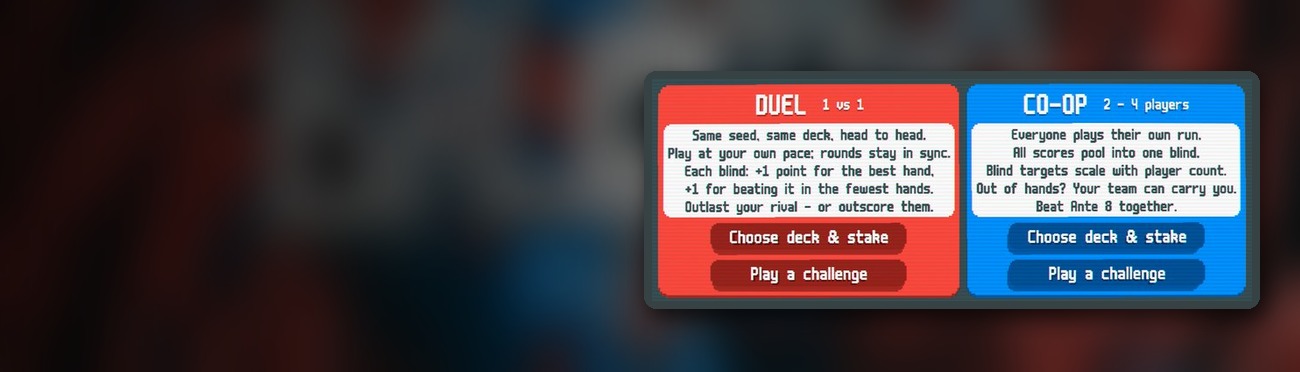 DUEL 1 vs 1
Same seed, same deck, head to head.
Play at your own pace; rounds stay in sync.
Each blind: +1 point for the best hand,
+1 for beating it in the fewest hands.
Outlast your rival - or outscore them.
Choose deck & stake
Play a challenge
CO-OP 2 - 4 players
Everyone plays their own run.
All scores pool into one blind.
Blind targets scale with player count.
Out of hands? Your team can carry you.
Beat Ante 8 together.
Choose deck & stake
Play a challenge